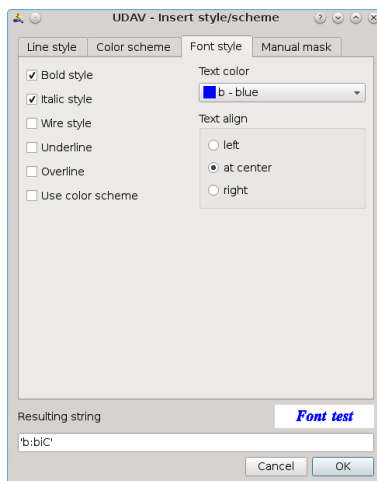 UDAV - Insert style/scheme
Line style Color scheme Font style Manual mask
Bold style
Italic style
Wire style
Underline
Overline
Use color scheme
Text color
b - blue
Text align
left
at center
right
Resulting string
Font test
'b:biC'
Cancel OK